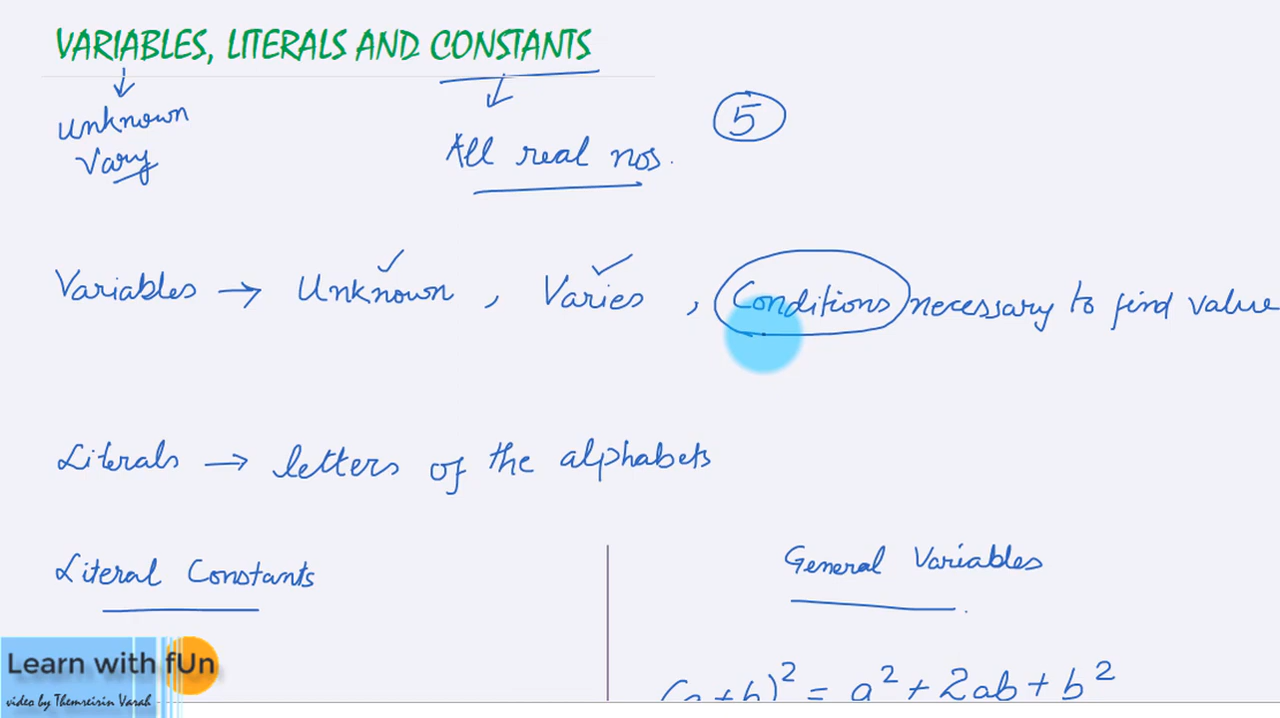 VARIABLES, LITERALS AND CONSTANTS
Unknown
Vary
All real nos.
5
Variables → Unknown ✓, Varies ✓, Conditions necessary to find value
Literals → letters of the alphabets
Literal Constants
General Variables
(a+b)² = a² + 2ab + b²
Learn with fUn
video by Themreirin Varah